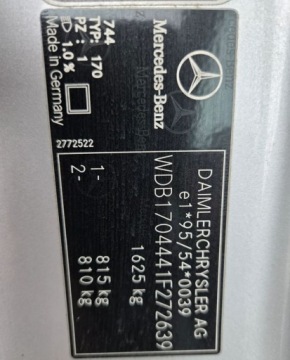 Mercedes-Benz
744
TYP: 170
PZ : 1
1.0 %
Made in Germany
2772522
DAIMLERCHRYSLER AG
e1*95/54*0039
WDB1704441F272639
1625 kg
1- 815 kg
2- 810 kg